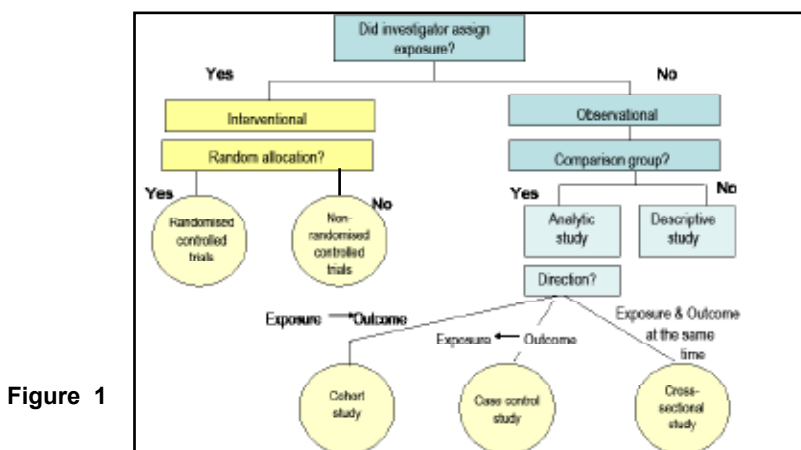 Did investigator assign
exposure?
Yes
No
Interventional
Observational
Random allocation?
Comparison group?
Yes
No
Yes
No
Randomised
controlled
trials
Non-
randomised
controlled
trials
Analytic
study
Descriptive
study
Direction?
Exposure → Outcome
Exposure ← Outcome
Exposure & Outcome
at the same
time
Cohort
study
Case control
study
Cross-
sectional
study
Figure 1